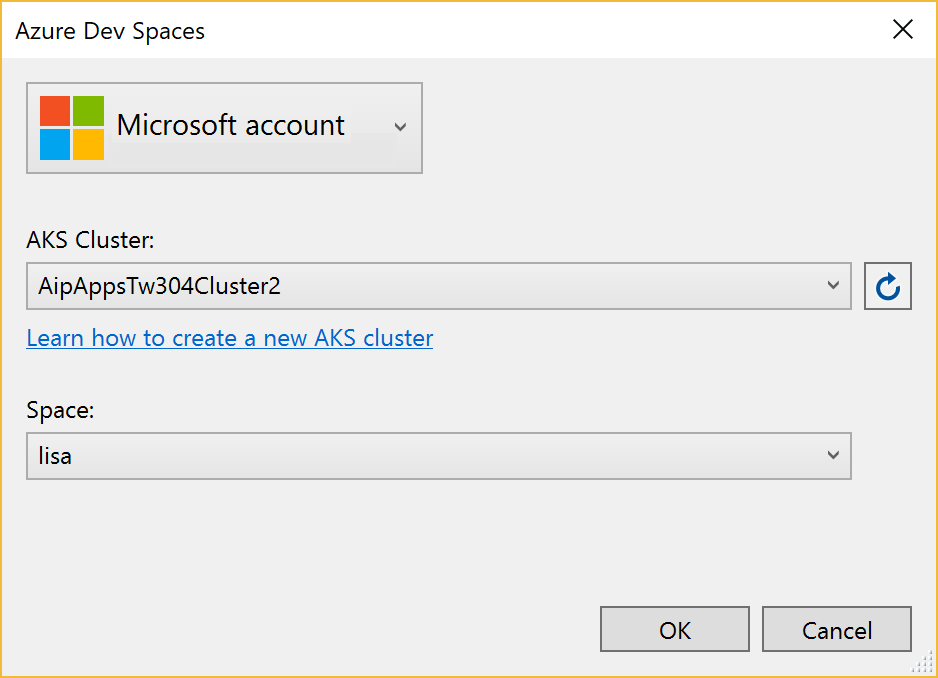 Azure Dev Spaces
Microsoft account
AKS Cluster:
AipAppsTw304Cluster2
Learn how to create a new AKS cluster
Space:
lisa
OK
Cancel